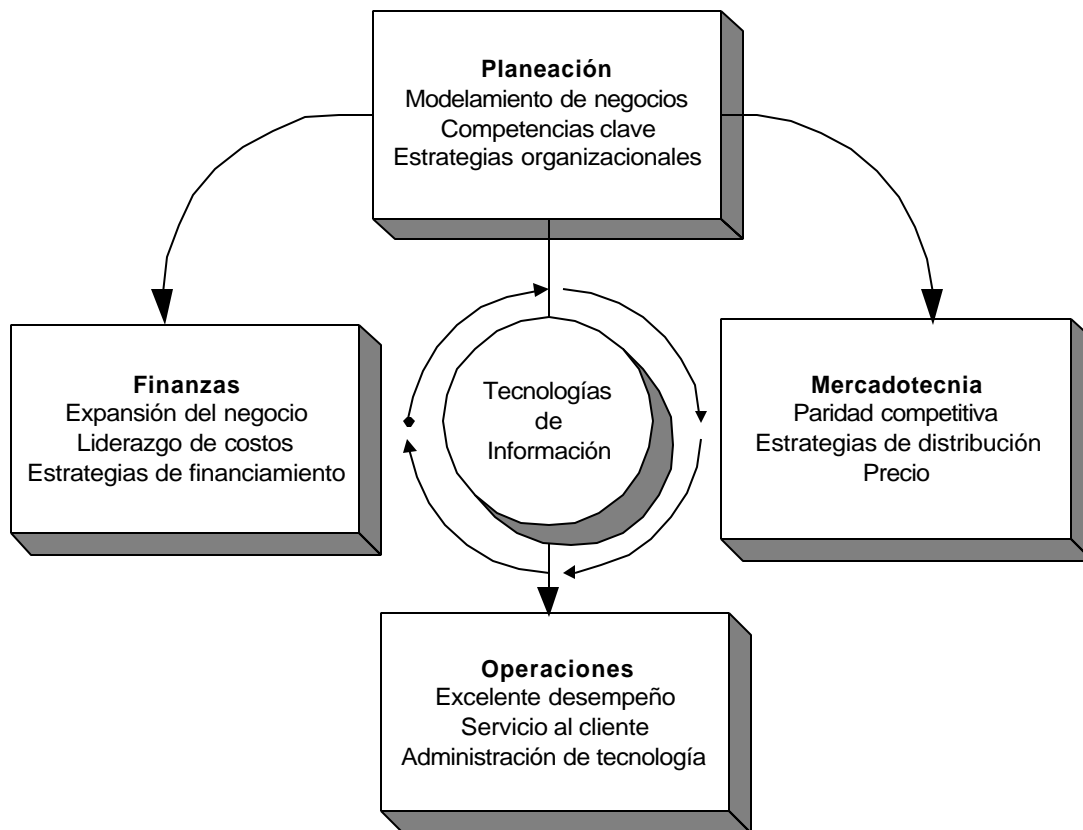 Planeación
Modelamiento de negocios
Competencias clave
Estrategias organizacionales
Finanzas
Expansión del negocio
Liderazgo de costos
Estrategias de financiamiento
Tecnologías
de
Información
Mercadotecnia
Paridad competitiva
Estrategias de distribución
Precio
Operaciones
Excelente desempeño
Servicio al cliente
Administración de tecnología